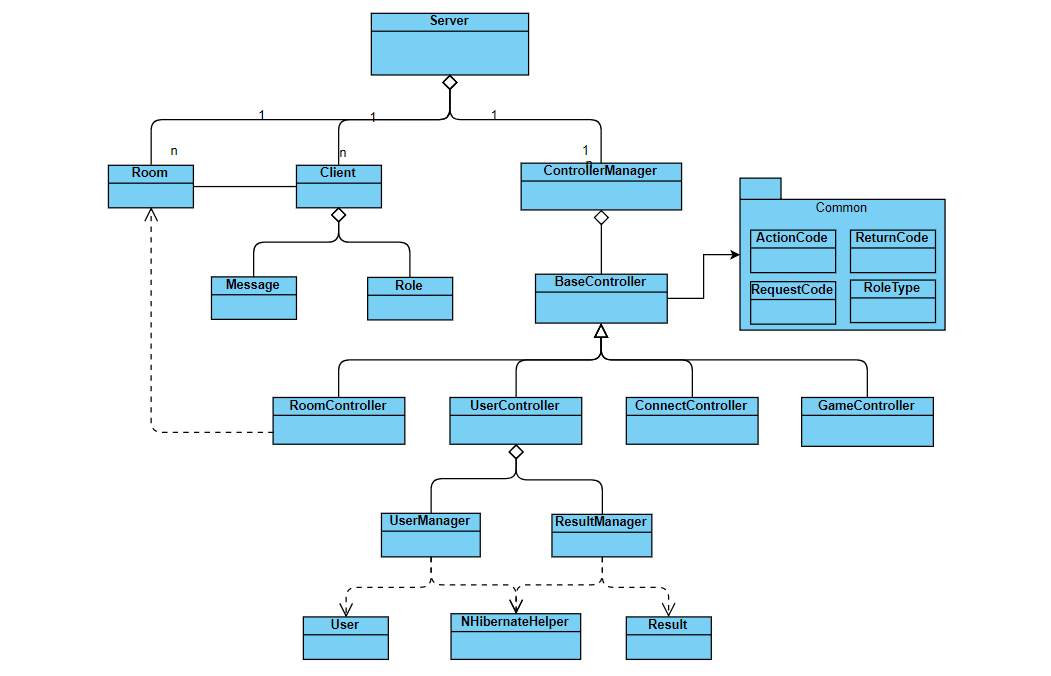 Server
1
1
1
n
n
1
n
Room
Client
ControllerManager
Common
ActionCode
ReturnCode
RequestCode
RoleType
Message
Role
BaseController
RoomController
UserController
ConnectController
GameController
UserManager
ResultManager
User
NHibernateHelper
Result